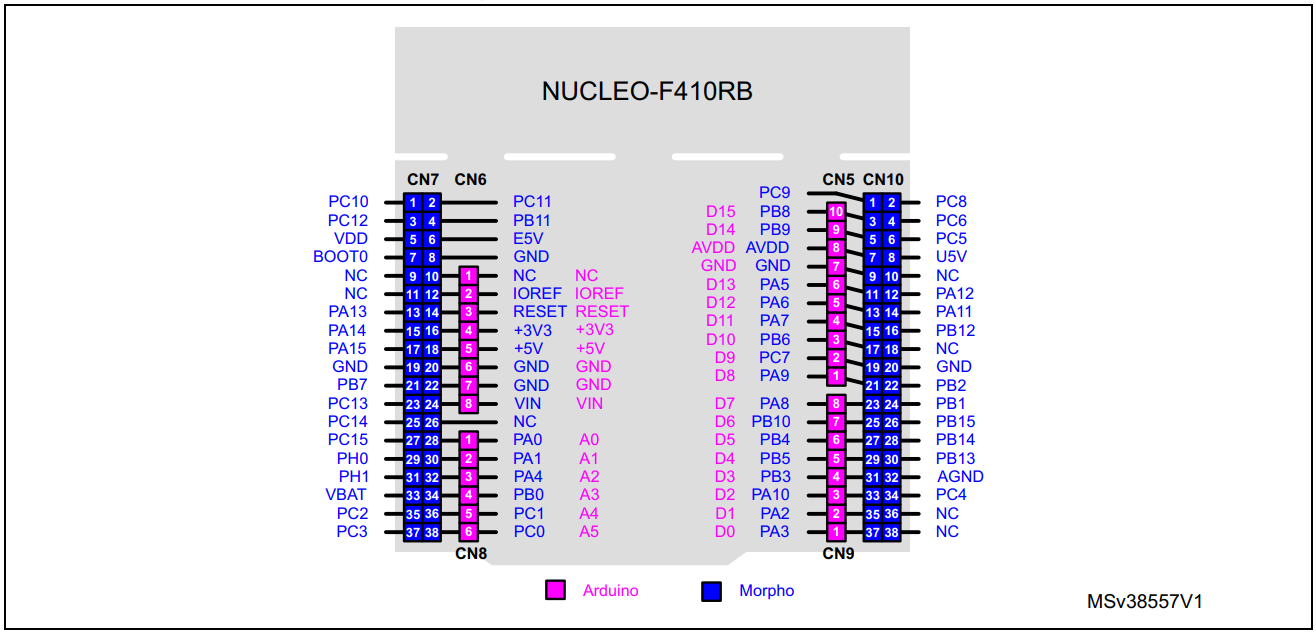 NUCLEO-F410RB
CN7 CN6 CN5 CN10
PC9
PC10 1 2 PC11 1 2 PC8
D15 PB8 10
PC12 3 4 PB11 3 4 PC6
D14 PB9 9
VDD 5 6 E5V 5 6 PC5
AVDD AVDD 8
BOOT0 7 8 GND 7 8 U5V
GND GND 7
NC 9 10 1 NC NC 9 10 NC
D13 PA5 6
NC 11 12 2 IOREF IOREF 11 12 PA12
D12 PA6 5
PA13 13 14 3 RESET RESET 13 14 PA11
D11 PA7 4
PA14 15 16 4 +3V3 +3V3 15 16 PB12
D10 PB6 3
PA15 17 18 5 +5V +5V 17 18 NC
D9 PC7 2
GND 19 20 6 GND GND 19 20 GND
D8 PA9 1
PB7 21 22 7 GND GND 21 22 PB2
PC13 23 24 8 VIN VIN D7 PA8 8 23 24 PB1
PC14 25 26 NC D6 PB10 7 25 26 PB15
PC15 27 28 1 PA0 A0 D5 PB4 6 27 28 PB14
PH0 29 30 2 PA1 A1 D4 PB5 5 29 30 PB13
PH1 31 32 3 PA4 A2 D3 PB3 4 31 32 AGND
VBAT 33 34 4 PB0 A3 D2 PA10 3 33 34 PC4
PC2 35 36 5 PC1 A4 D1 PA2 2 35 36 NC
PC3 37 38 6 PC0 A5 D0 PA3 1 37 38 NC
CN8 CN9
Arduino Morpho
MSv38557V1